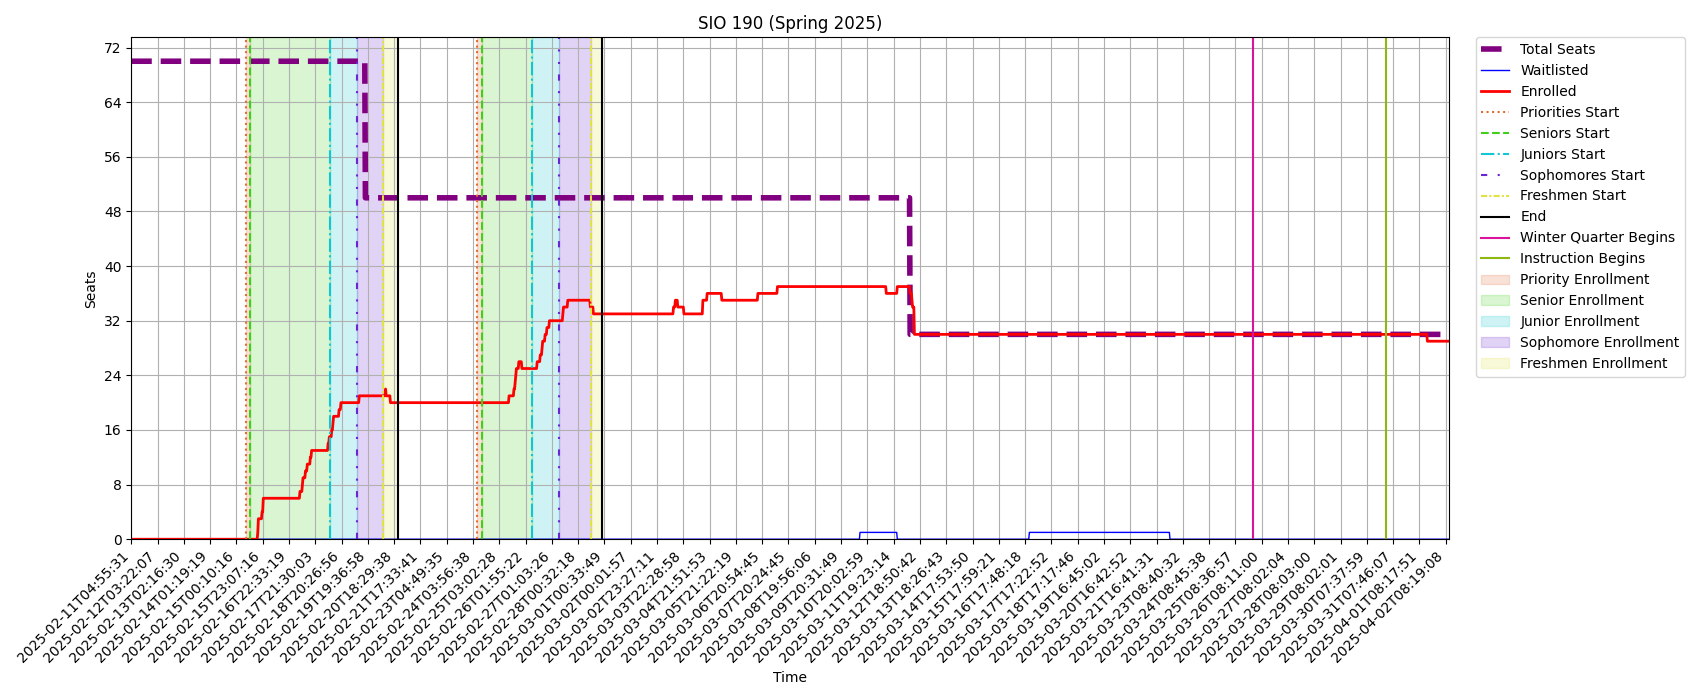 SIO 190 (Spring 2025)
72
64
56
48
40
32
24
16
8
0
Seats
2025-02-11T04:55:31
2025-02-12T03:22:07
2025-02-13T02:16:30
2025-02-14T01:19:19
2025-02-15T00:10:16
2025-02-15T23:07:16
2025-02-16T22:33:19
2025-02-17T21:30:03
2025-02-18T20:26:56
2025-02-19T19:36:58
2025-02-20T18:29:38
2025-02-21T17:33:41
2025-02-23T04:49:35
2025-02-24T03:56:38
2025-02-25T03:02:28
2025-02-26T01:55:22
2025-02-27T01:03:26
2025-02-28T00:32:18
2025-03-01T00:33:49
2025-03-02T00:01:57
2025-03-02T23:27:11
2025-03-03T22:28:58
2025-03-04T21:51:53
2025-03-05T21:22:19
2025-03-06T20:54:45
2025-03-07T20:24:45
2025-03-08T19:56:06
2025-03-09T20:31:49
2025-03-10T20:02:59
2025-03-11T19:23:14
2025-03-12T18:50:42
2025-03-13T18:26:43
2025-03-14T17:53:50
2025-03-15T17:59:21
2025-03-16T17:48:18
2025-03-17T17:22:52
2025-03-18T17:17:46
2025-03-19T16:45:02
2025-03-20T16:42:52
2025-03-21T16:41:31
2025-03-23T08:40:32
2025-03-24T08:45:38
2025-03-25T08:36:57
2025-03-26T08:11:00
2025-03-27T08:02:04
2025-03-28T08:03:00
2025-03-29T08:02:01
2025-03-30T07:37:59
2025-03-31T07:46:07
2025-04-01T08:17:51
2025-04-02T08:19:08
Time
Total Seats
Waitlisted
Enrolled
Priorities Start
Seniors Start
Juniors Start
Sophomores Start
Freshmen Start
End
Winter Quarter Begins
Instruction Begins
Priority Enrollment
Senior Enrollment
Junior Enrollment
Sophomore Enrollment
Freshmen Enrollment